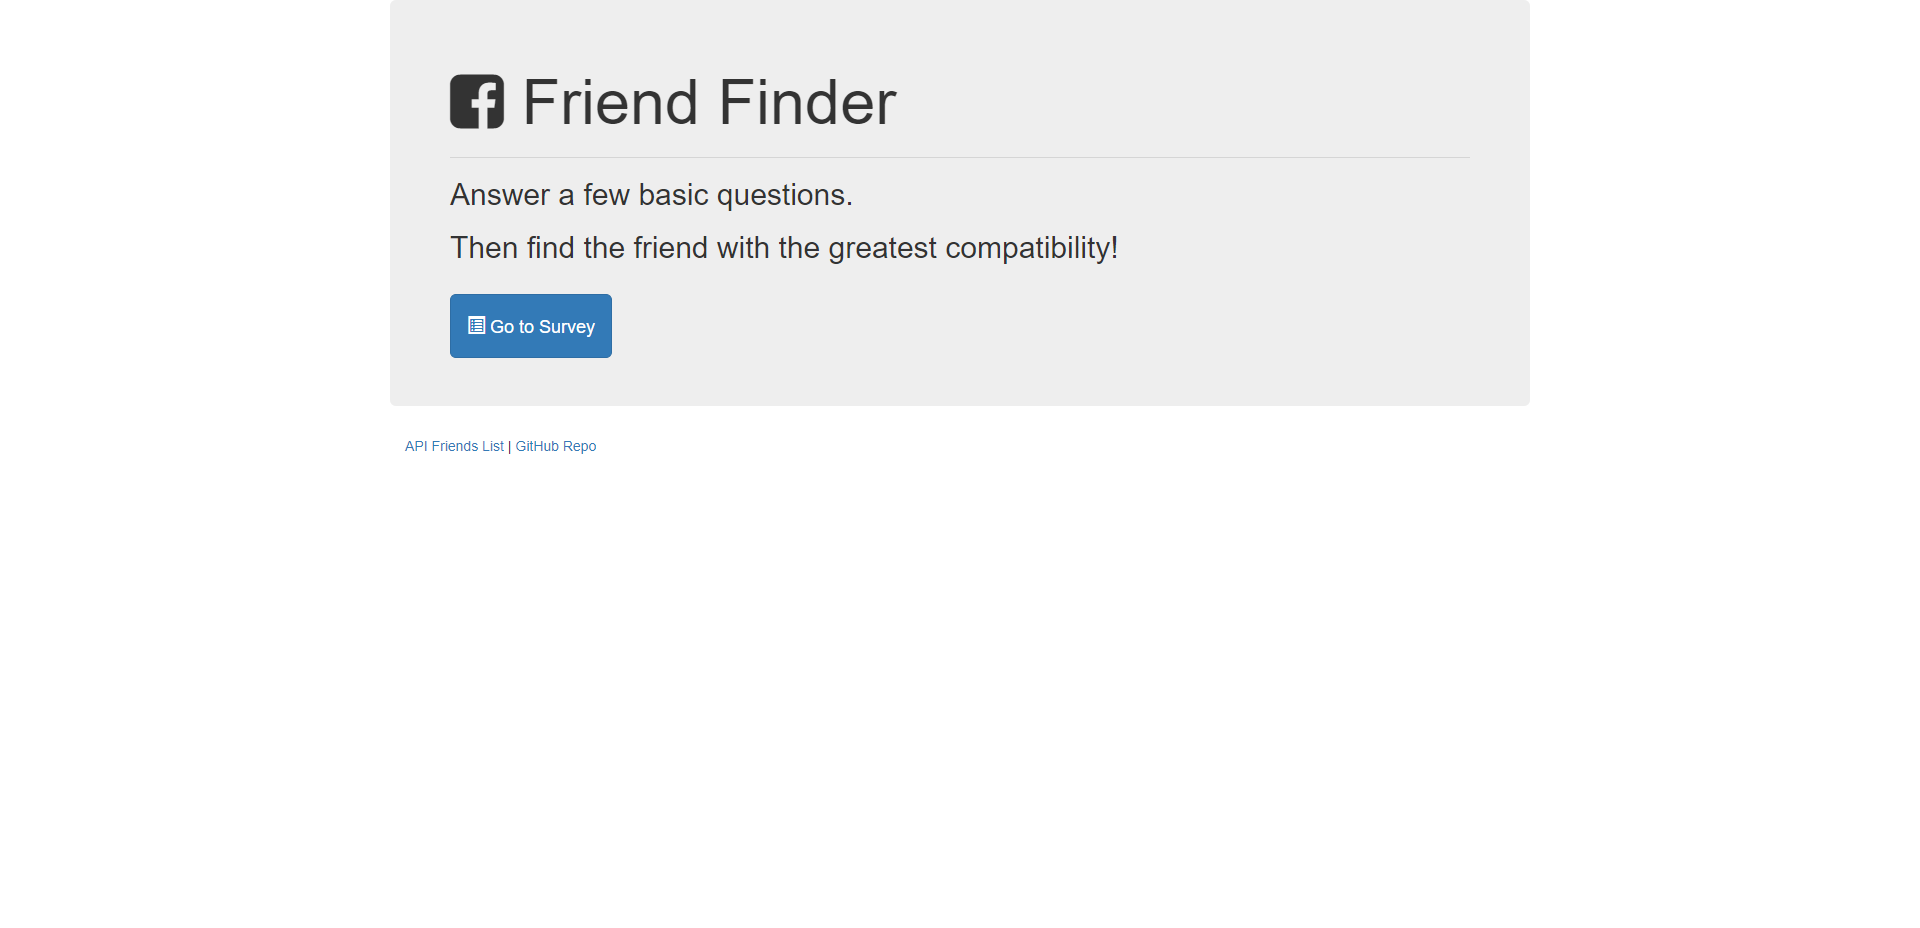 Friend Finder
Answer a few basic questions.
Then find the friend with the greatest compatibility!
Go to Survey
API Friends List | GitHub Repo